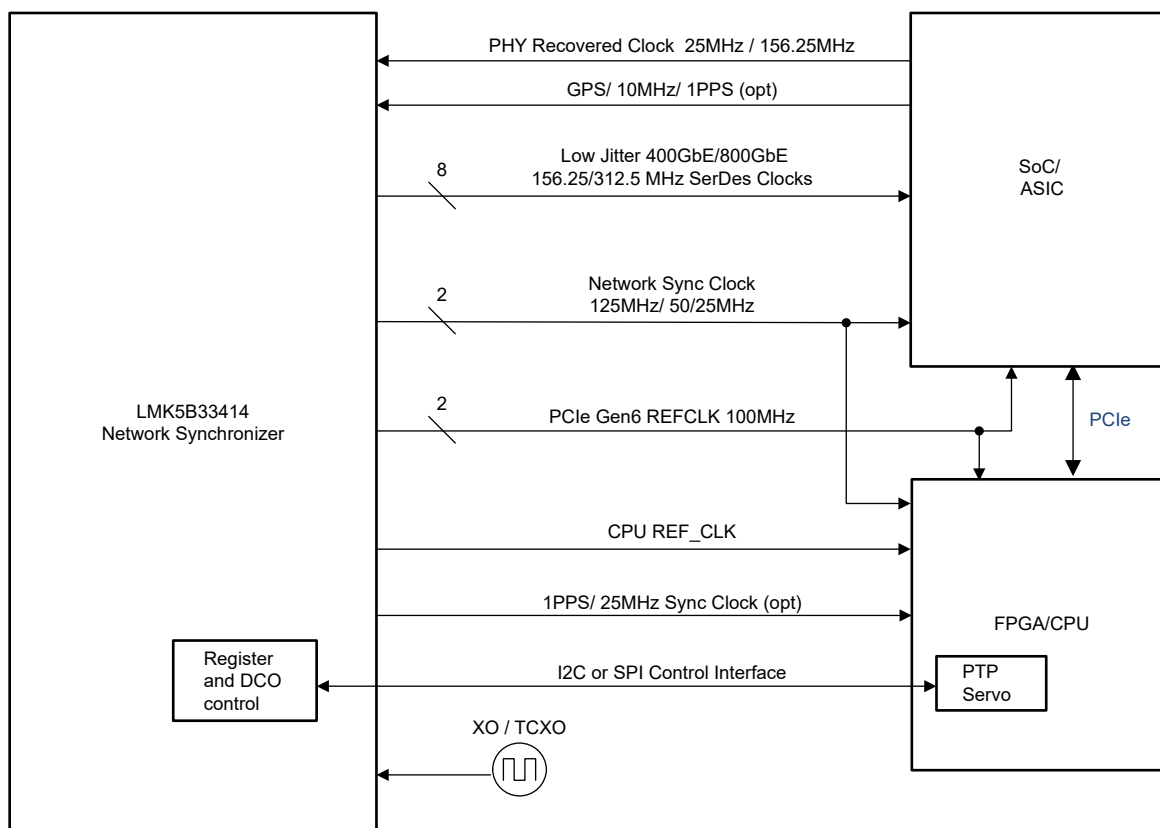 PHY Recovered Clock 25MHz / 156.25MHz
GPS/ 10MHz/ 1PPS (opt)
8
Low Jitter 400GbE/800GbE
156.25/312.5 MHz SerDes Clocks
SoC/
ASIC
2
Network Sync Clock
125MHz/ 50/25MHz
LMK5B33414
Network Synchronizer
2
PCIe Gen6 REFCLK 100MHz
PCIe
CPU REF_CLK
1PPS/ 25MHz Sync Clock (opt)
FPGA/CPU
Register
and DCO
control
I2C or SPI Control Interface
PTP
Servo
XO / TCXO